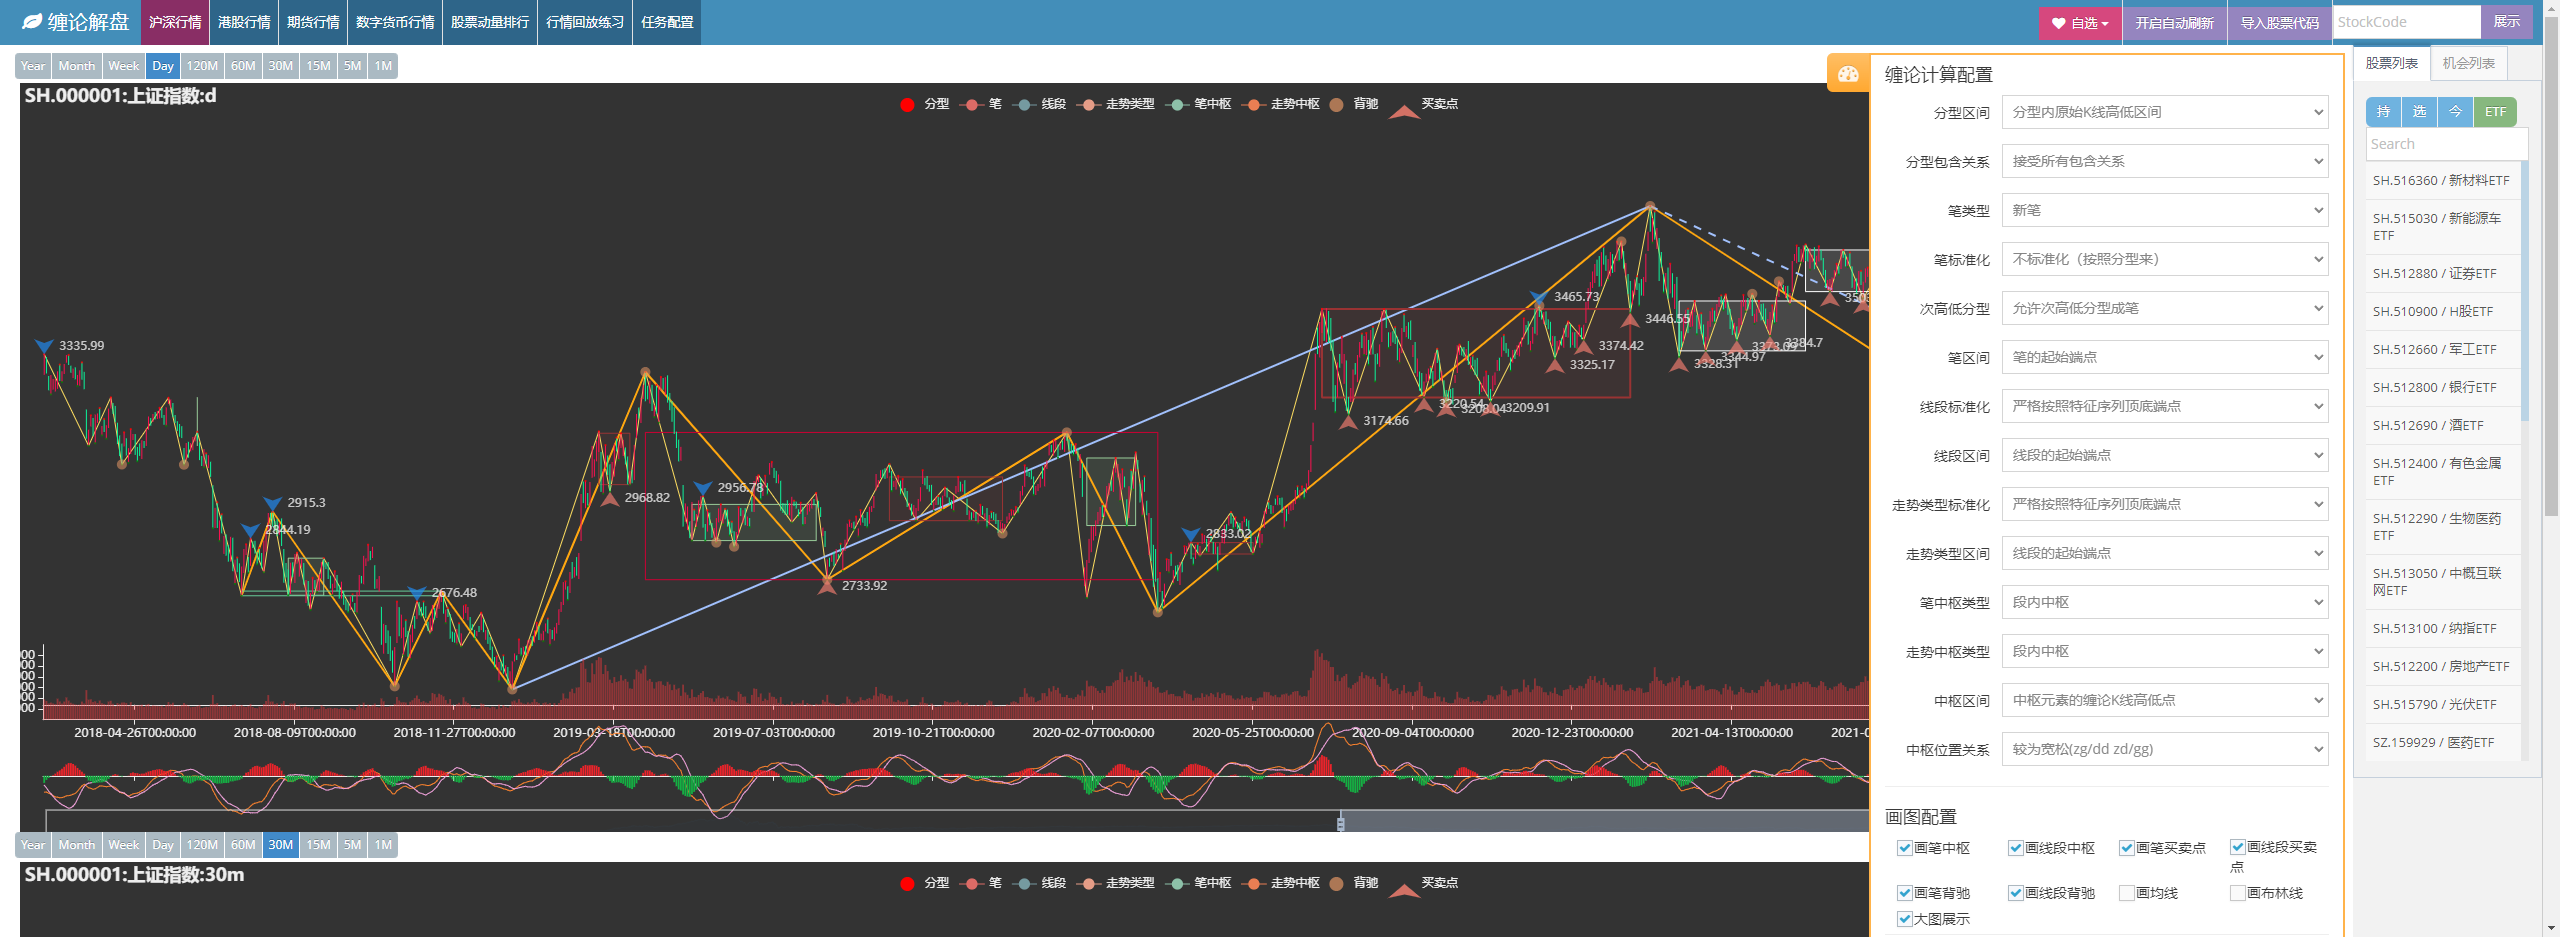 缠论解盘
沪深行情 港股行情 期货行情 数字货币行情 股票动量排行 行情回放练习 任务配置
自选 开启自动刷新 导入股票代码 StockCode 展示
Year Month Week Day 120M 60M 30M 15M 5M 1M
SH.000001:上证指数:d
分型 笔 线段 走势类型 笔中枢 走势中枢 背驰 买卖点
3335.99
2844.19
2915.3
2676.48
2968.82
2956.78
2733.92
2833.02
3174.66
3220.54
3208.04
3209.91
3465.73
3325.17
3374.42
3446.55
3328.31
3344.97
3373.09
3384.7
2018-04-26T00:00:00 2018-08-09T00:00:00 2018-11-27T00:00:00 2019-03-18T00:00:00 2019-07-03T00:00:00 2019-10-21T00:00:00 2020-02-07T00:00:00 2020-05-25T00:00:00 2020-09-04T00:00:00 2020-12-23T00:00:00 2021-04-13T00:00:00 2021-0
Year Month Week Day 120M 60M 30M 15M 5M 1M
SH.000001:上证指数:30m
分型 笔 线段 走势类型 笔中枢 走势中枢 背驰 买卖点
缠论计算配置
分型区间 分型内原始K线高低区间
分型包含关系 接受所有包含关系
笔类型 新笔
笔标准化 不标准化（按照分型来）
次高低分型 允许次高低分型成笔
笔区间 笔的起始端点
线段标准化 严格按照特征序列顶底端点
线段区间 线段的起始端点
走势类型标准化 严格按照特征序列顶底端点
走势类型区间 线段的起始端点
笔中枢类型 段内中枢
走势中枢类型 段内中枢
中枢区间 中枢元素的缠论K线高低点
中枢位置关系 较为宽松(zg/dd zd/gg)
画图配置
画笔中枢 画线段中枢 画笔买卖点 画线段买卖
点
画笔背驰 画线段背驰 画均线 画布林线
大图展示
股票列表 机会列表
持 选 今 ETF
Search
SH.516360 / 新材料ETF
SH.515030 / 新能源车
ETF
SH.512880 / 证券ETF
SH.510900 / H股ETF
SH.512660 / 军工ETF
SH.512800 / 银行ETF
SH.512690 / 酒ETF
SH.512400 / 有色金属
ETF
SH.512290 / 生物医药
ETF
SH.513050 / 中概互联
网ETF
SH.513100 / 纳指ETF
SH.512200 / 房地产ETF
SH.515790 / 光伏ETF
SZ.159929 / 医药ETF